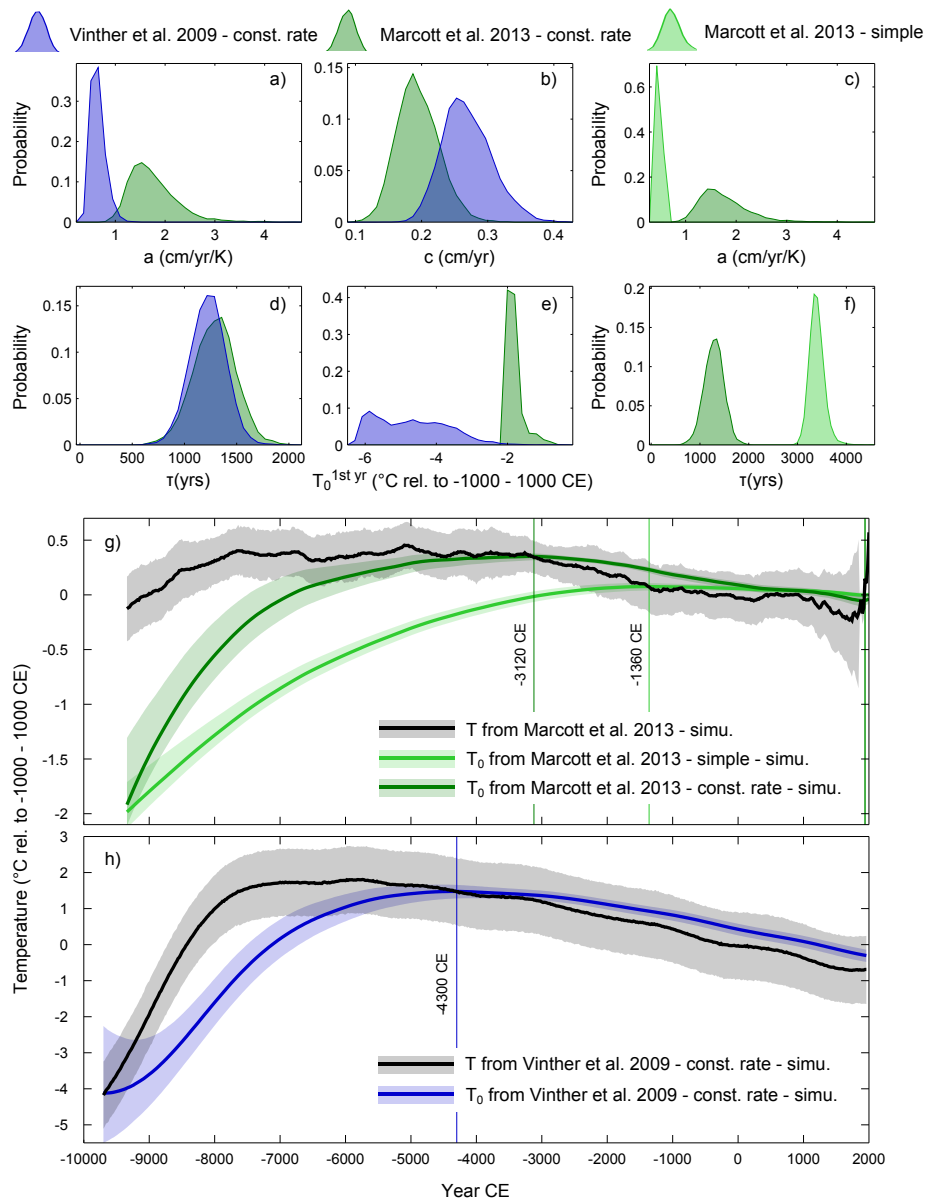 Vinther et al. 2009 - const. rate
Marcott et al. 2013 - const. rate
Marcott et al. 2013 - simple
a)
Probability
0.3
0.2
0.1
0
1
2
3
4
a (cm/yr/K)
b)
0.15
0.1
0.05
0
0.1
0.2
0.3
0.4
c (cm/yr)
c)
Probability
0.6
0.4
0.2
0
1
2
3
4
a (cm/yr/K)
d)
Probability
0.15
0.1
0.05
0
0
500
1000
1500
2000
τ(yrs)
e)
0.4
0.3
0.2
0.1
0
-6
-4
-2
T₀¹ˢᵗ ʸʳ (°C rel. to -1000 - 1000 CE)
f)
Probability
0.2
0.15
0.1
0.05
0
0
1000
2000
3000
4000
τ(yrs)
Temperature (°C rel. to -1000 - 1000 CE)
g)
0.5
0
-0.5
-1
-1.5
-2
-3120 CE
-1360 CE
T from Marcott et al. 2013 - simu.
T₀ from Marcott et al. 2013 - simple - simu.
T₀ from Marcott et al. 2013 - const. rate - simu.
h)
3
2
1
0
-1
-2
-3
-4
-5
-4300 CE
T from Vinther et al. 2009 - const. rate - simu.
T₀ from Vinther et al. 2009 - const. rate - simu.
-10000 -9000 -8000 -7000 -6000 -5000 -4000 -3000 -2000 -1000 0 1000 2000
Year CE